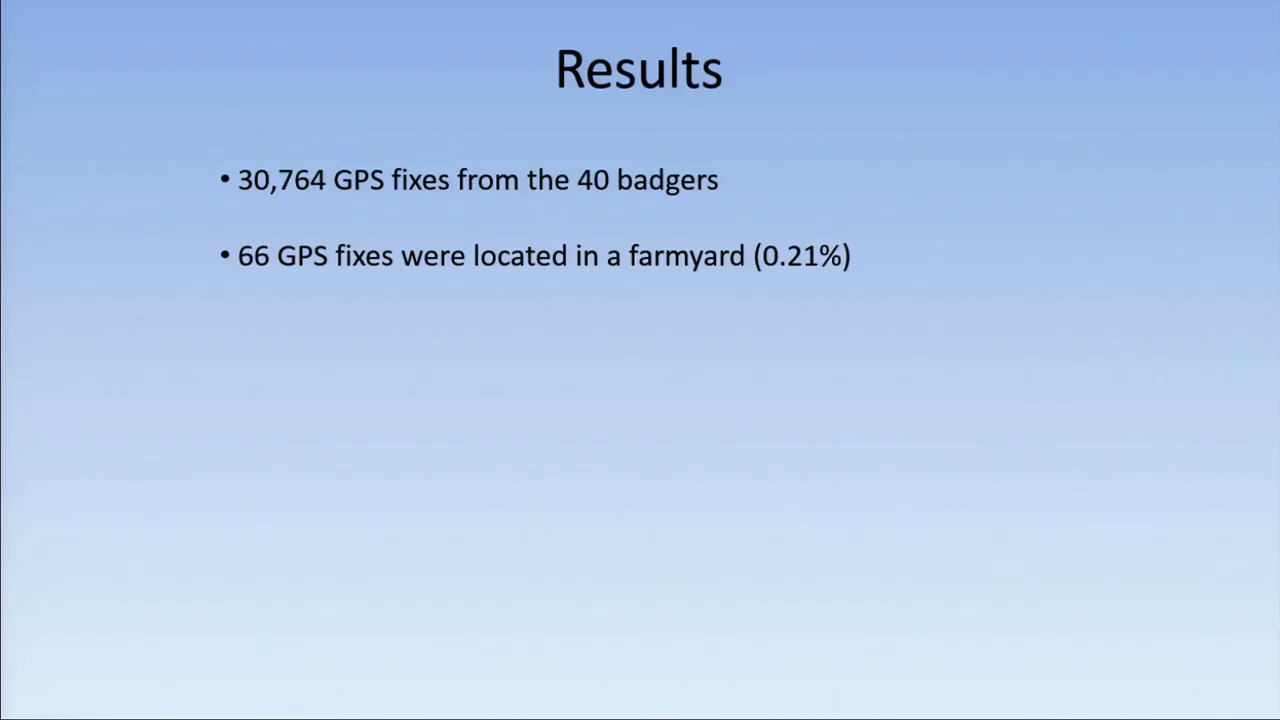 Results
• 30,764 GPS fixes from the 40 badgers
• 66 GPS fixes were located in a farmyard (0.21%)